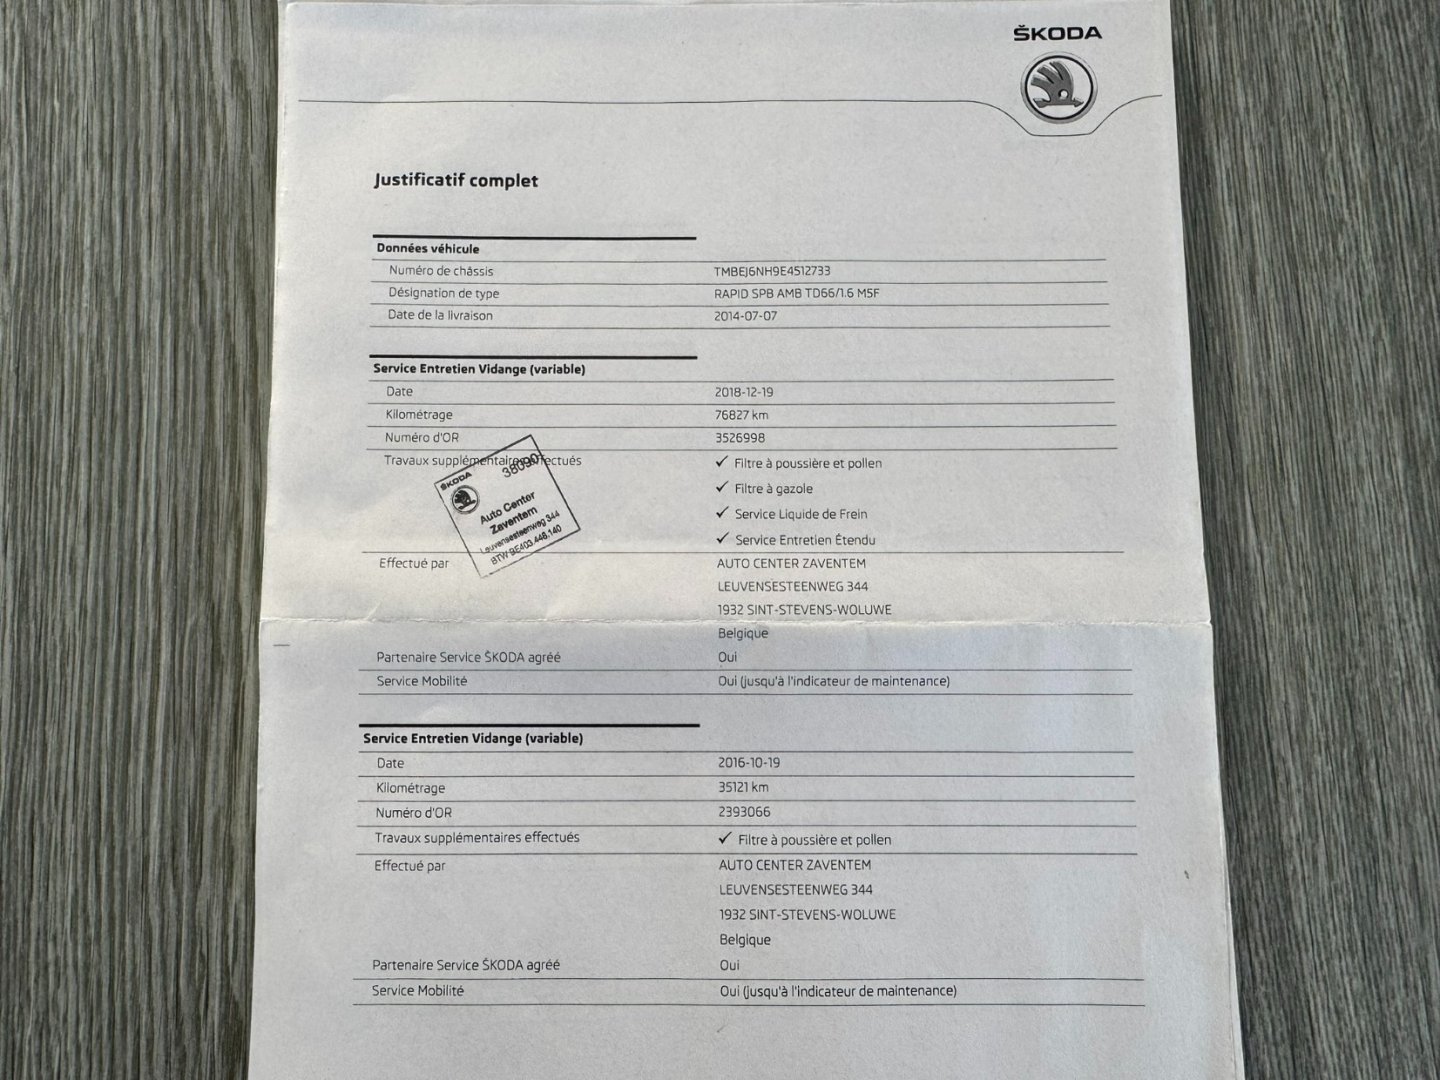 ŠKODA
Justificatif complet
Données véhicule
Numéro de châssis TMBEJ6NH9E4512733
Désignation de type RAPID SPB AMB TD66/1.6 M5F
Date de la livraison 2014-07-07
Service Entretien Vidange (variable)
Date 2018-12-19
Kilométrage 76827 km
Numéro d'OR 3526998
Travaux supplémentaires effectués ✓ Filtre à poussière et pollen
✓ Filtre à gazole
✓ Service Liquide de Frein
✓ Service Entretien Étendu
ŠKODA 38090
Auto Center
Zaventem
Leuvensesteenweg 344
BTW BE403.448.140
Effectué par AUTO CENTER ZAVENTEM
LEUVENSESTEENWEG 344
1932 SINT-STEVENS-WOLUWE
Belgique
Partenaire Service ŠKODA agréé Oui
Service Mobilité Oui (jusqu'à l'indicateur de maintenance)
Service Entretien Vidange (variable)
Date 2016-10-19
Kilométrage 35121 km
Numéro d'OR 2393066
Travaux supplémentaires effectués ✓ Filtre à poussière et pollen
Effectué par AUTO CENTER ZAVENTEM
LEUVENSESTEENWEG 344
1932 SINT-STEVENS-WOLUWE
Belgique
Partenaire Service ŠKODA agréé Oui
Service Mobilité Oui (jusqu'à l'indicateur de maintenance)